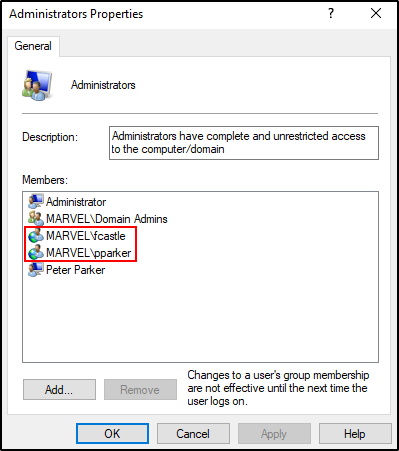 Administrators Properties
? ×
General
Administrators
Description:
Administrators have complete and unrestricted access
to the computer/domain
Members:
Administrator
MARVEL\Domain Admins
MARVEL\fcastle
MARVEL\pparker
Peter Parker
Add...
Remove
Changes to a user's group membership
are not effective until the next time the
user logs on.
OK
Cancel
Apply
Help